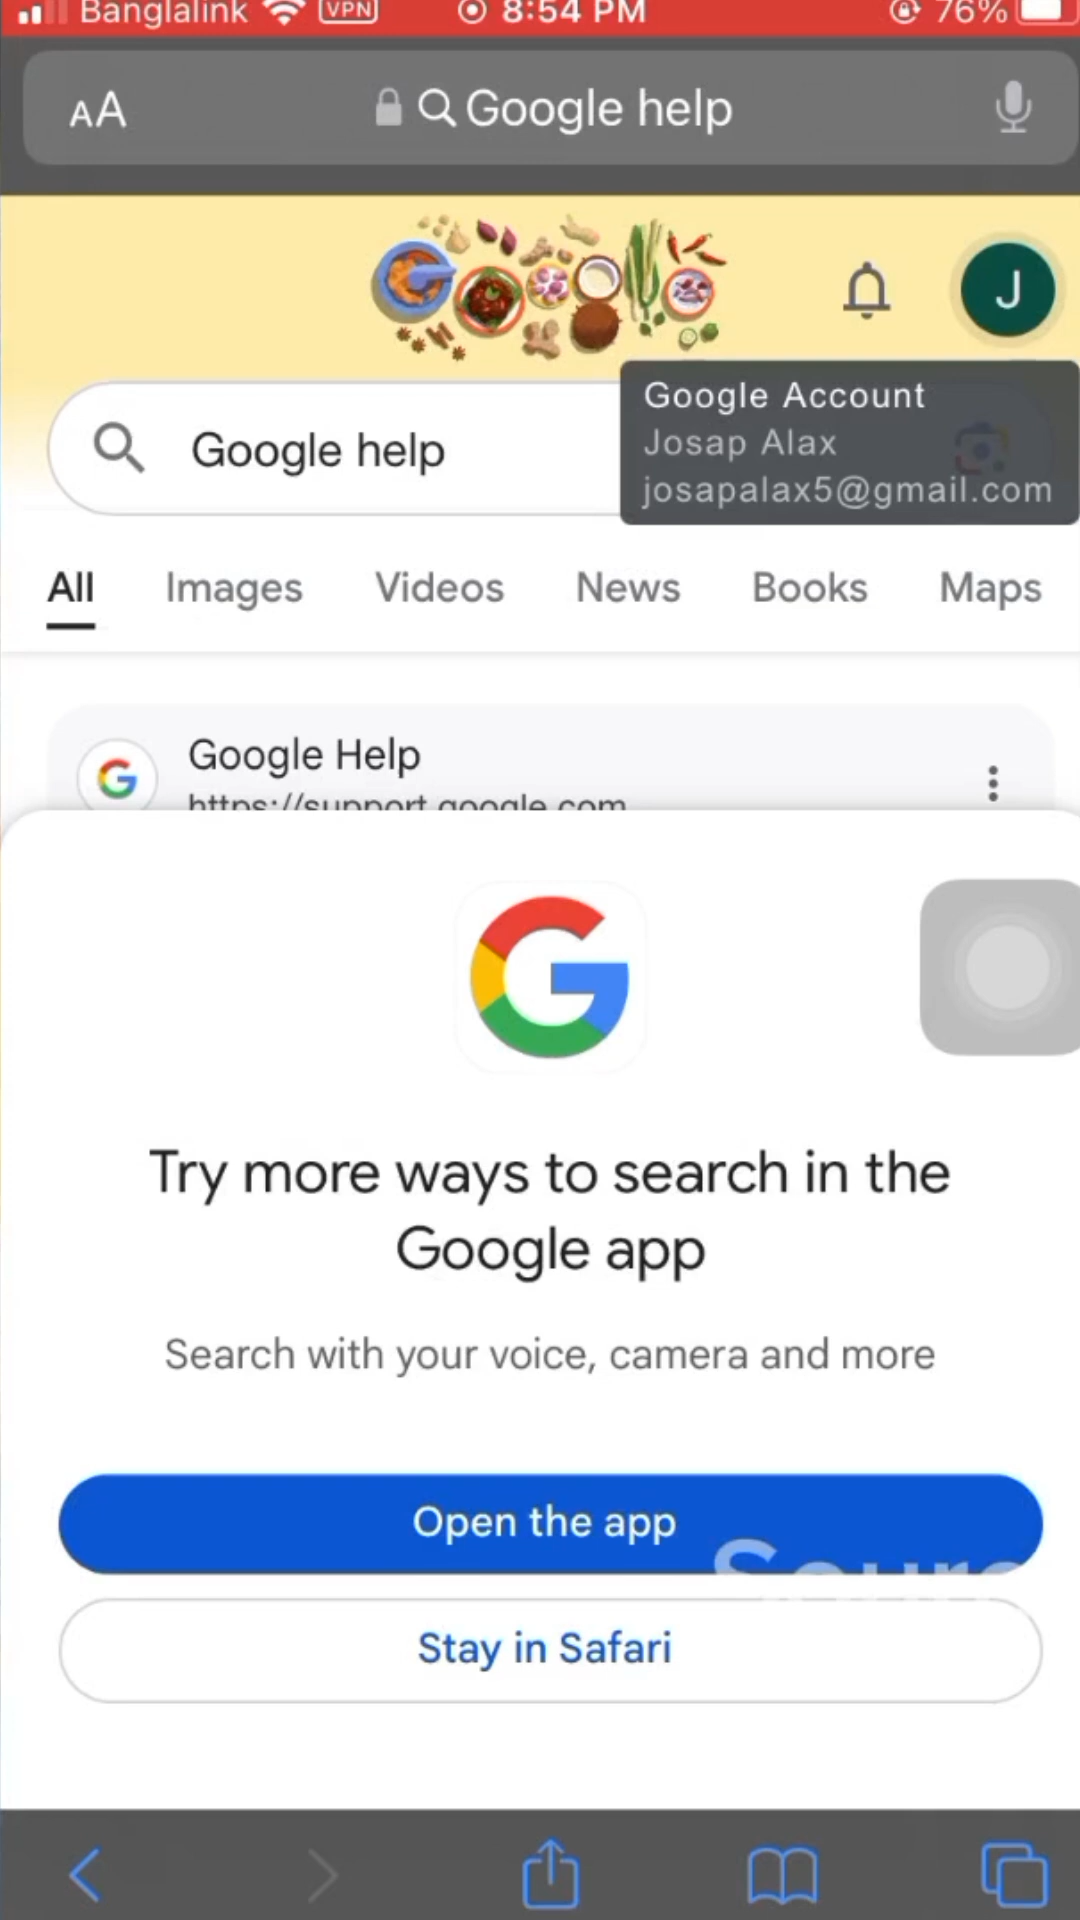 Banglalink VPN 8:54 PM 76%
AA Google help
J
Google help
Google Account
Josap Alax
josapalax5@gmail.com
All Images Videos News Books Maps
Google Help
https://support.google.com
Try more ways to search in the
Google app
Search with your voice, camera and more
Open the app
Stay in Safari